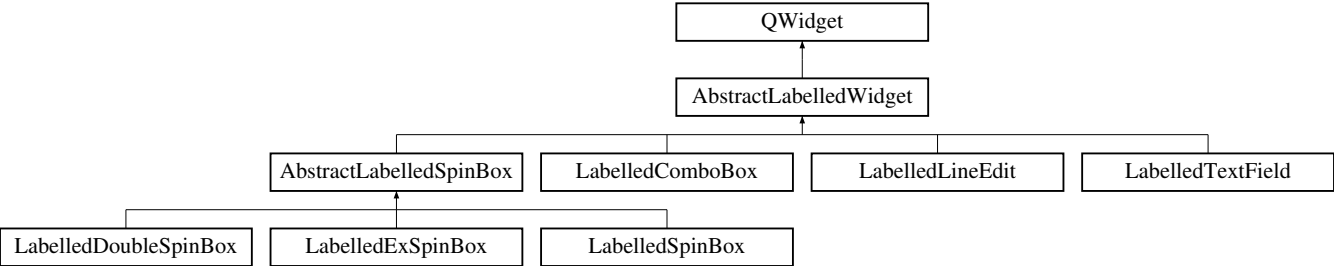 QWidget
AbstractLabelledWidget
AbstractLabelledSpinBox
LabelledComboBox
LabelledLineEdit
LabelledTextField
LabelledDoubleSpinBox
LabelledExSpinBox
LabelledSpinBox